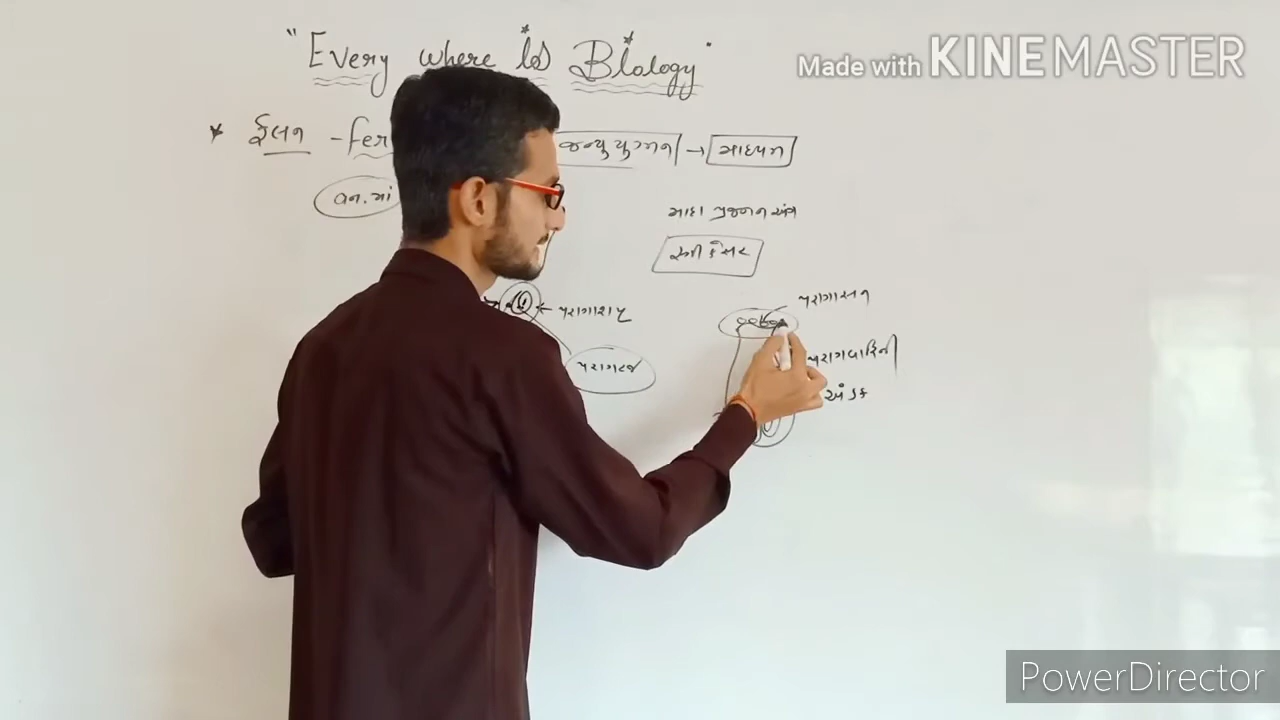 "Every where is Biology"
Made with KINEMASTER
* ફલન - fer જન્યુ યુગ્મન → માધ્યમ
વન.માં
માદા પ્રજનન અંગ
સ્ત્રી કેસર
પરાગાસન
← પરાગાશય
પરાગવાહિની
પરાગરજ
અંડક
PowerDirector